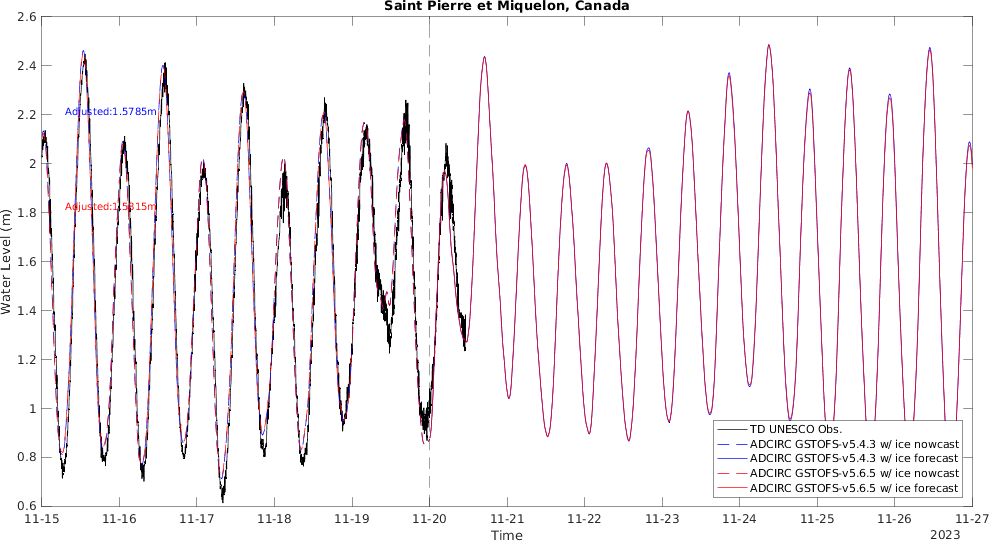 Saint Pierre et Miquelon, Canada
2.6
2.4
2.2
2
1.8
1.6
1.4
1.2
1
0.8
0.6
Water Level (m)
Adjusted:1.5785m
Adjusted:1.5315m
TD UNESCO Obs.
ADCIRC GSTOFS-v5.4.3 w/ ice nowcast
ADCIRC GSTOFS-v5.4.3 w/ ice forecast
ADCIRC GSTOFS-v5.6.5 w/ ice nowcast
ADCIRC GSTOFS-v5.6.5 w/ ice forecast
11-15 11-16 11-17 11-18 11-19 11-20 11-21 11-22 11-23 11-24 11-25 11-26 11-27
Time
2023